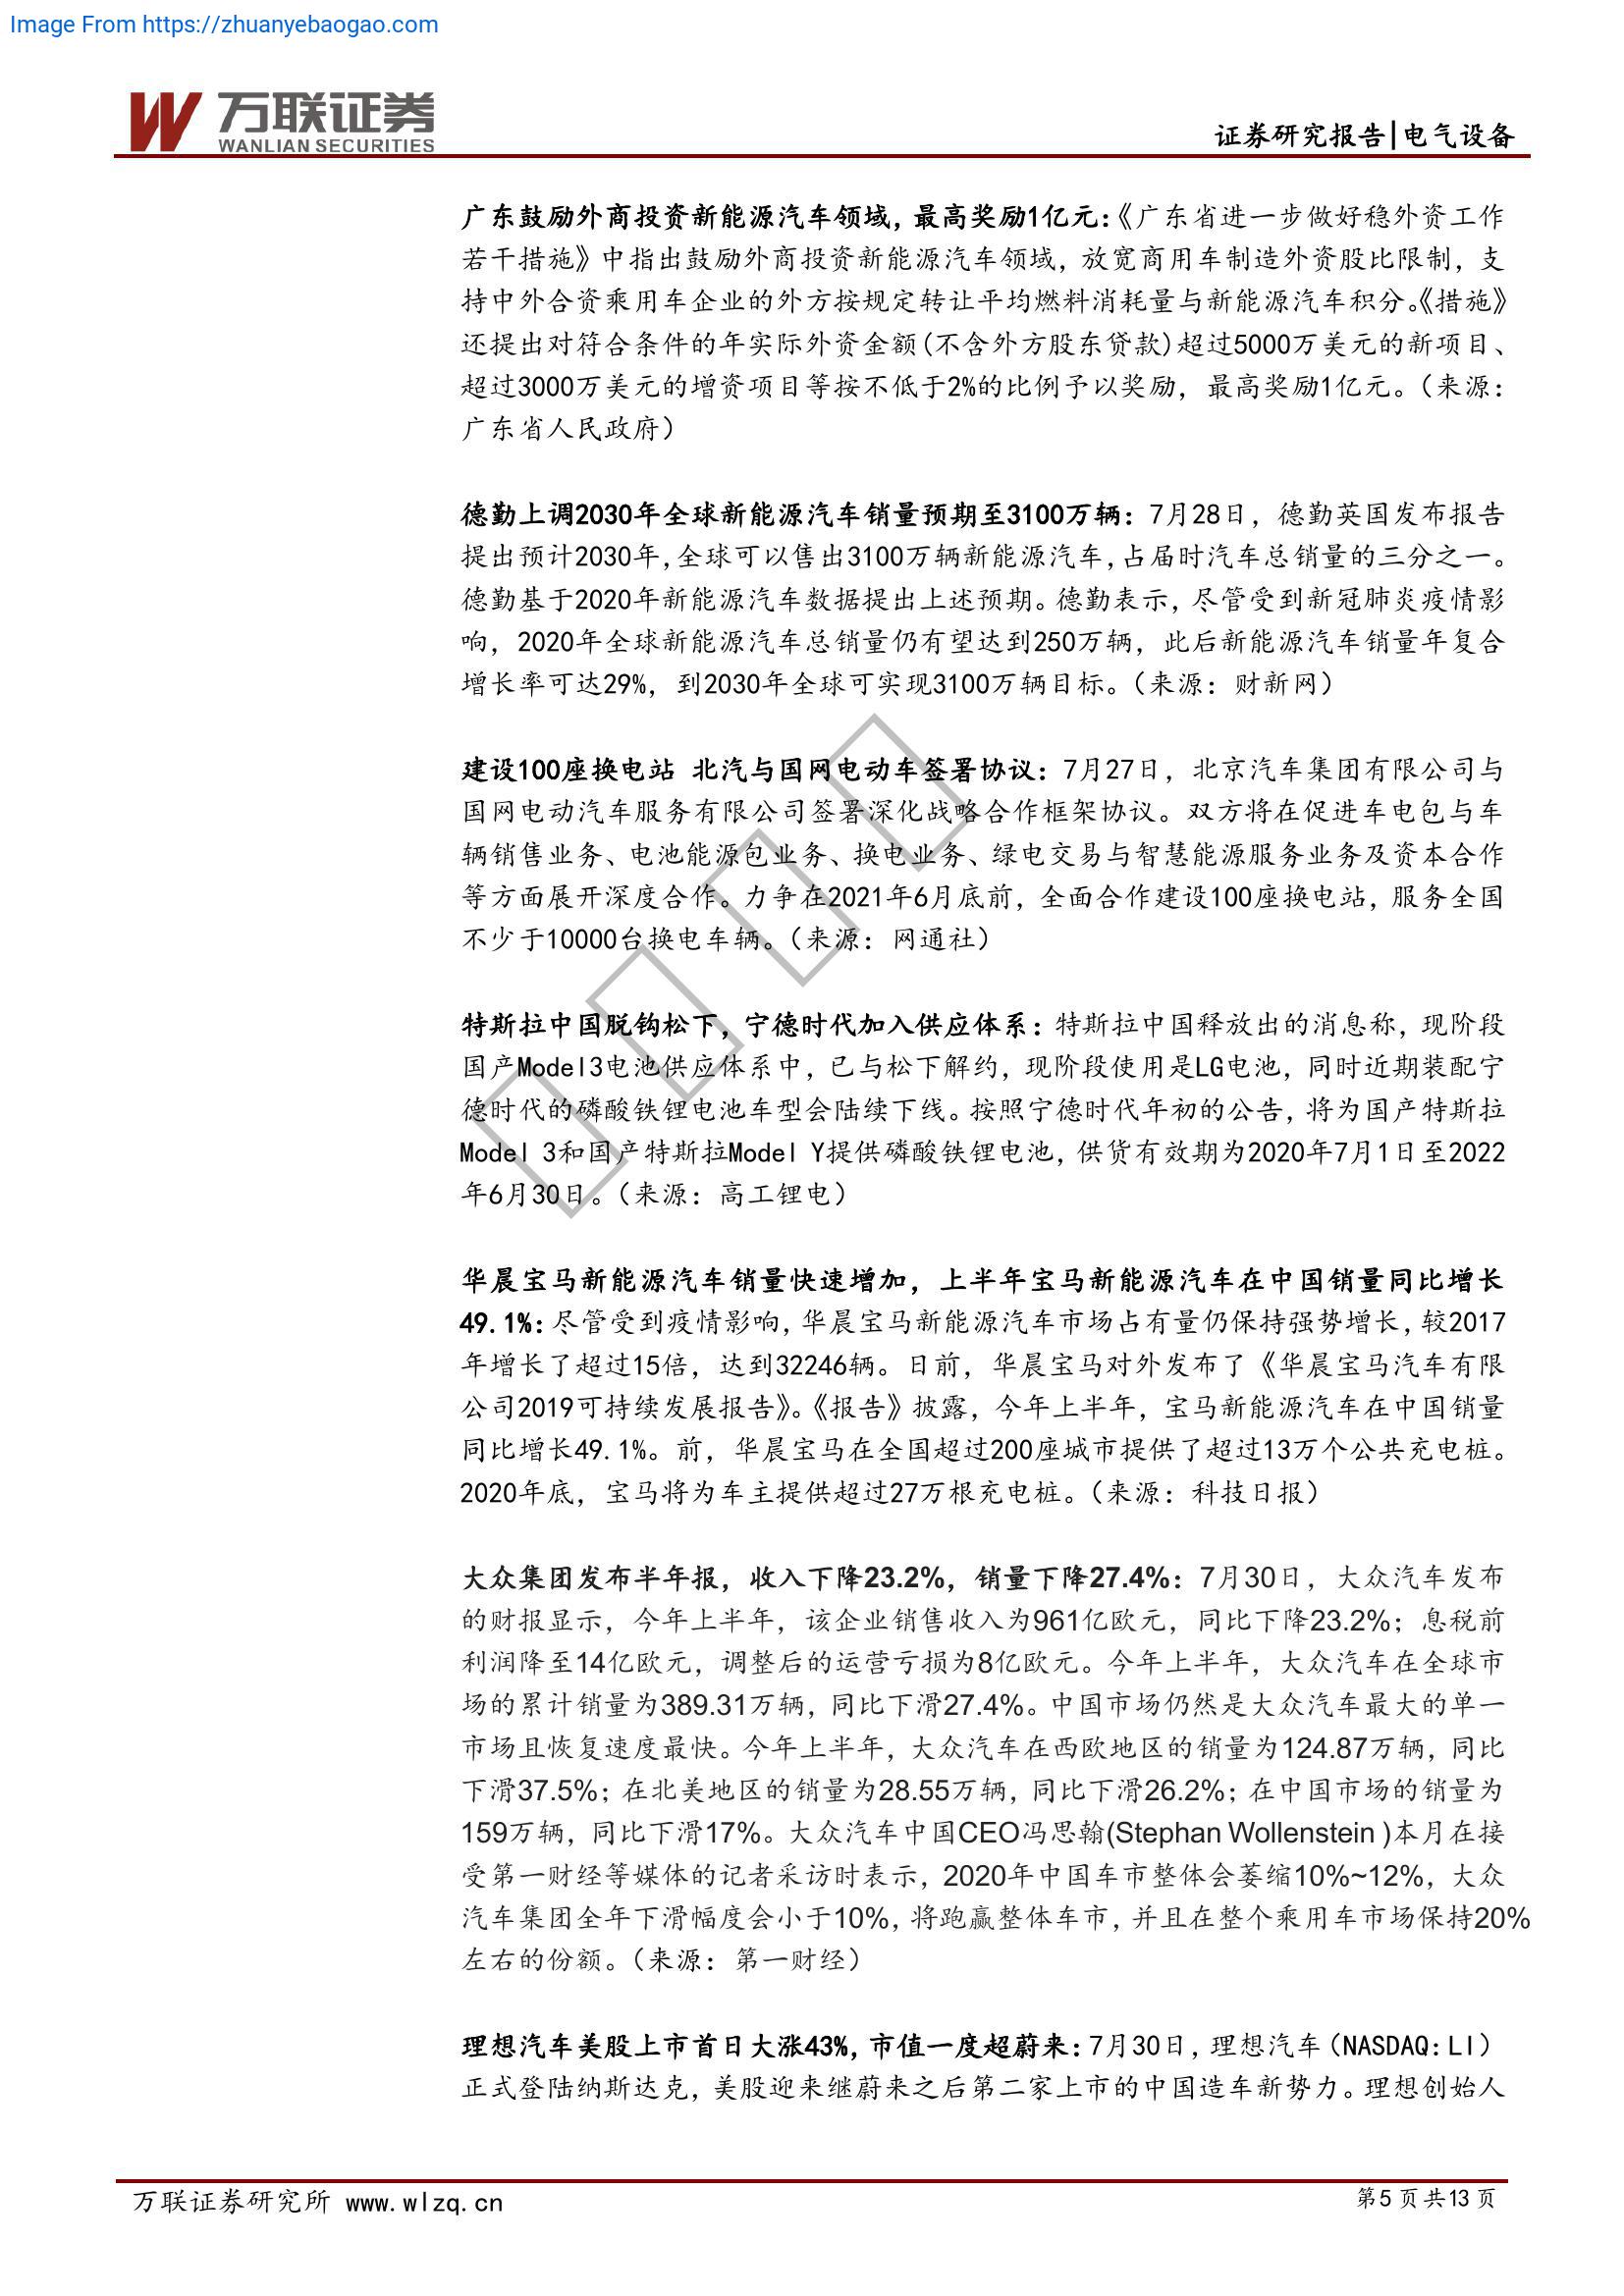 Image From https://zhuanyebaogao.com
万联证券
WANLIAN SECURITIES
证券研究报告|电气设备
广东鼓励外商投资新能源汽车领域，最高奖励1亿元：《广东省进一步做好稳外资工作
若干措施》中指出鼓励外商投资新能源汽车领域，放宽商用车制造外资股比限制，支
持中外合资乘用车企业的外方按规定转让平均燃料消耗量与新能源汽车积分。《措施》
还提出对符合条件的年实际外资金额(不含外方股东贷款)超过5000万美元的新项目、
超过3000万美元的增资项目等按不低于2%的比例予以奖励，最高奖励1亿元。（来源：
广东省人民政府）
德勤上调2030年全球新能源汽车销量预期至3100万辆：7月28日，德勤英国发布报告
提出预计2030年，全球可以售出3100万辆新能源汽车，占届时汽车总销量的三分之一。
德勤基于2020年新能源汽车数据提出上述预期。德勤表示，尽管受到新冠肺炎疫情影
响，2020年全球新能源汽车总销量仍有望达到250万辆，此后新能源汽车销量年复合
增长率可达29%，到2030年全球可实现3100万辆目标。（来源：财新网）
建设100座换电站 北汽与国网电动车签署协议：7月27日，北京汽车集团有限公司与
国网电动汽车服务有限公司签署深化战略合作框架协议。双方将在促进车电包与车
辆销售业务、电池能源包业务、换电业务、绿电交易与智慧能源服务业务及资本合作
等方面展开深度合作。力争在2021年6月底前，全面合作建设100座换电站，服务全国
不少于10000台换电车辆。（来源：网通社）
特斯拉中国脱钩松下，宁德时代加入供应体系：特斯拉中国释放出的消息称，现阶段
国产Model3电池供应体系中，已与松下解约，现阶段使用是LG电池，同时近期装配宁
德时代的磷酸铁锂电池车型会陆续下线。按照宁德时代年初的公告，将为国产特斯拉
Model 3和国产特斯拉Model Y提供磷酸铁锂电池，供货有效期为2020年7月1日至2022
年6月30日。（来源：高工锂电）
华晨宝马新能源汽车销量快速增加，上半年宝马新能源汽车在中国销量同比增长
49.1%：尽管受到疫情影响，华晨宝马新能源汽车市场占有量仍保持强势增长，较2017
年增长了超过15倍，达到32246辆。日前，华晨宝马对外发布了《华晨宝马汽车有限
公司2019可持续发展报告》。《报告》披露，今年上半年，宝马新能源汽车在中国销量
同比增长49.1%。前，华晨宝马在全国超过200座城市提供了超过13万个公共充电桩。
2020年底，宝马将为车主提供超过27万根充电桩。（来源：科技日报）
大众集团发布半年报，收入下降23.2%，销量下降27.4%：7月30日，大众汽车发布
的财报显示，今年上半年，该企业销售收入为961亿欧元，同比下降23.2%；息税前
利润降至14亿欧元，调整后的运营亏损为8亿欧元。今年上半年，大众汽车在全球市
场的累计销量为389.31万辆，同比下滑27.4%。中国市场仍然是大众汽车最大的单一
市场且恢复速度最快。今年上半年，大众汽车在西欧地区的销量为124.87万辆，同比
下滑37.5%；在北美地区的销量为28.55万辆，同比下滑26.2%；在中国市场的销量为
159万辆，同比下滑17%。大众汽车中国CEO冯思翰(Stephan Wollenstein )本月在接
受第一财经等媒体的记者采访时表示，2020年中国车市整体会萎缩10%~12%，大众
汽车集团全年下滑幅度会小于10%，将跑赢整体车市，并且在整个乘用车市场保持20%
左右的份额。（来源：第一财经）
理想汽车美股上市首日大涨43%，市值一度超蔚来：7月30日，理想汽车（NASDAQ：LI）
正式登陆纳斯达克，美股迎来继蔚来之后第二家上市的中国造车新势力。理想创始人
万联证券研究所 www.wlzq.cn
第5 页 共13 页